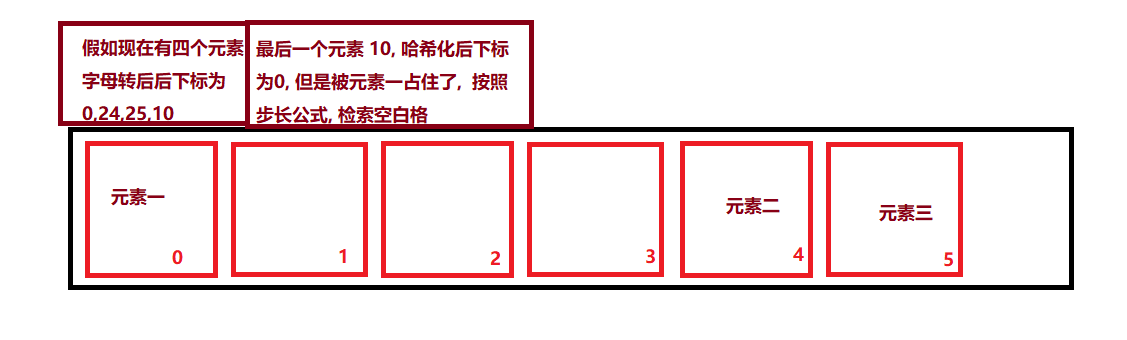 假如现在有四个元素
字母转后后下标为
0,24,25,10
最后一个元素 10, 哈希化后下标
为0, 但是被元素一占住了, 按照
步长公式, 检索空白格
元素一
元素二
元素三
0
1
2
3
4
5